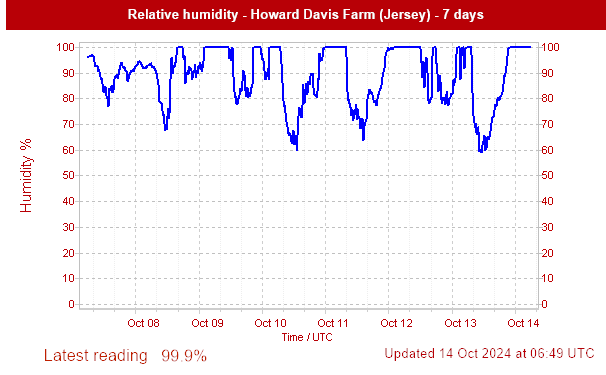 Relative humidity - Howard Davis Farm (Jersey) - 7 days
100 100
90 90
80 80
70 70
60 60
50 50
40 40
30 30
20 20
10 10
0 0
Humidity %
Oct 08 Oct 09 Oct 10 Oct 11 Oct 12 Oct 13 Oct 14
Time / UTC
Latest reading 99.9%
Updated 14 Oct 2024 at 06:49 UTC